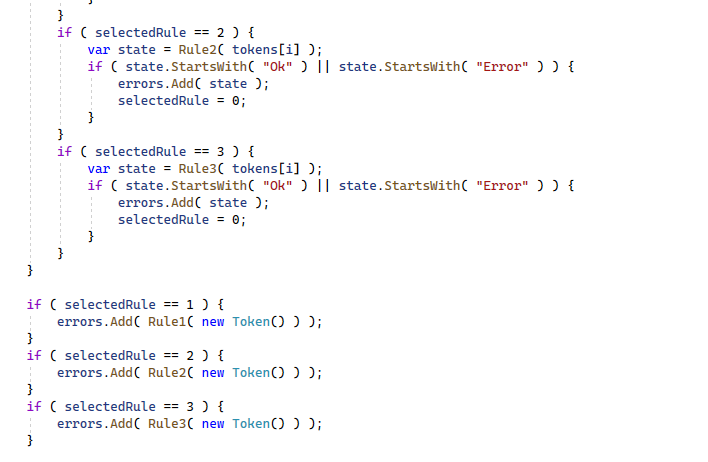 }
}
if ( selectedRule == 2 ) {
var state = Rule2( tokens[i] );
if ( state.StartsWith( "Ok" ) || state.StartsWith( "Error" ) ) {
errors.Add( state );
selectedRule = 0;
}
}
if ( selectedRule == 3 ) {
var state = Rule3( tokens[i] );
if ( state.StartsWith( "Ok" ) || state.StartsWith( "Error" ) ) {
errors.Add( state );
selectedRule = 0;
}
}
}
if ( selectedRule == 1 ) {
errors.Add( Rule1( new Token() ) );
}
if ( selectedRule == 2 ) {
errors.Add( Rule2( new Token() ) );
}
if ( selectedRule == 3 ) {
errors.Add( Rule3( new Token() ) );
}